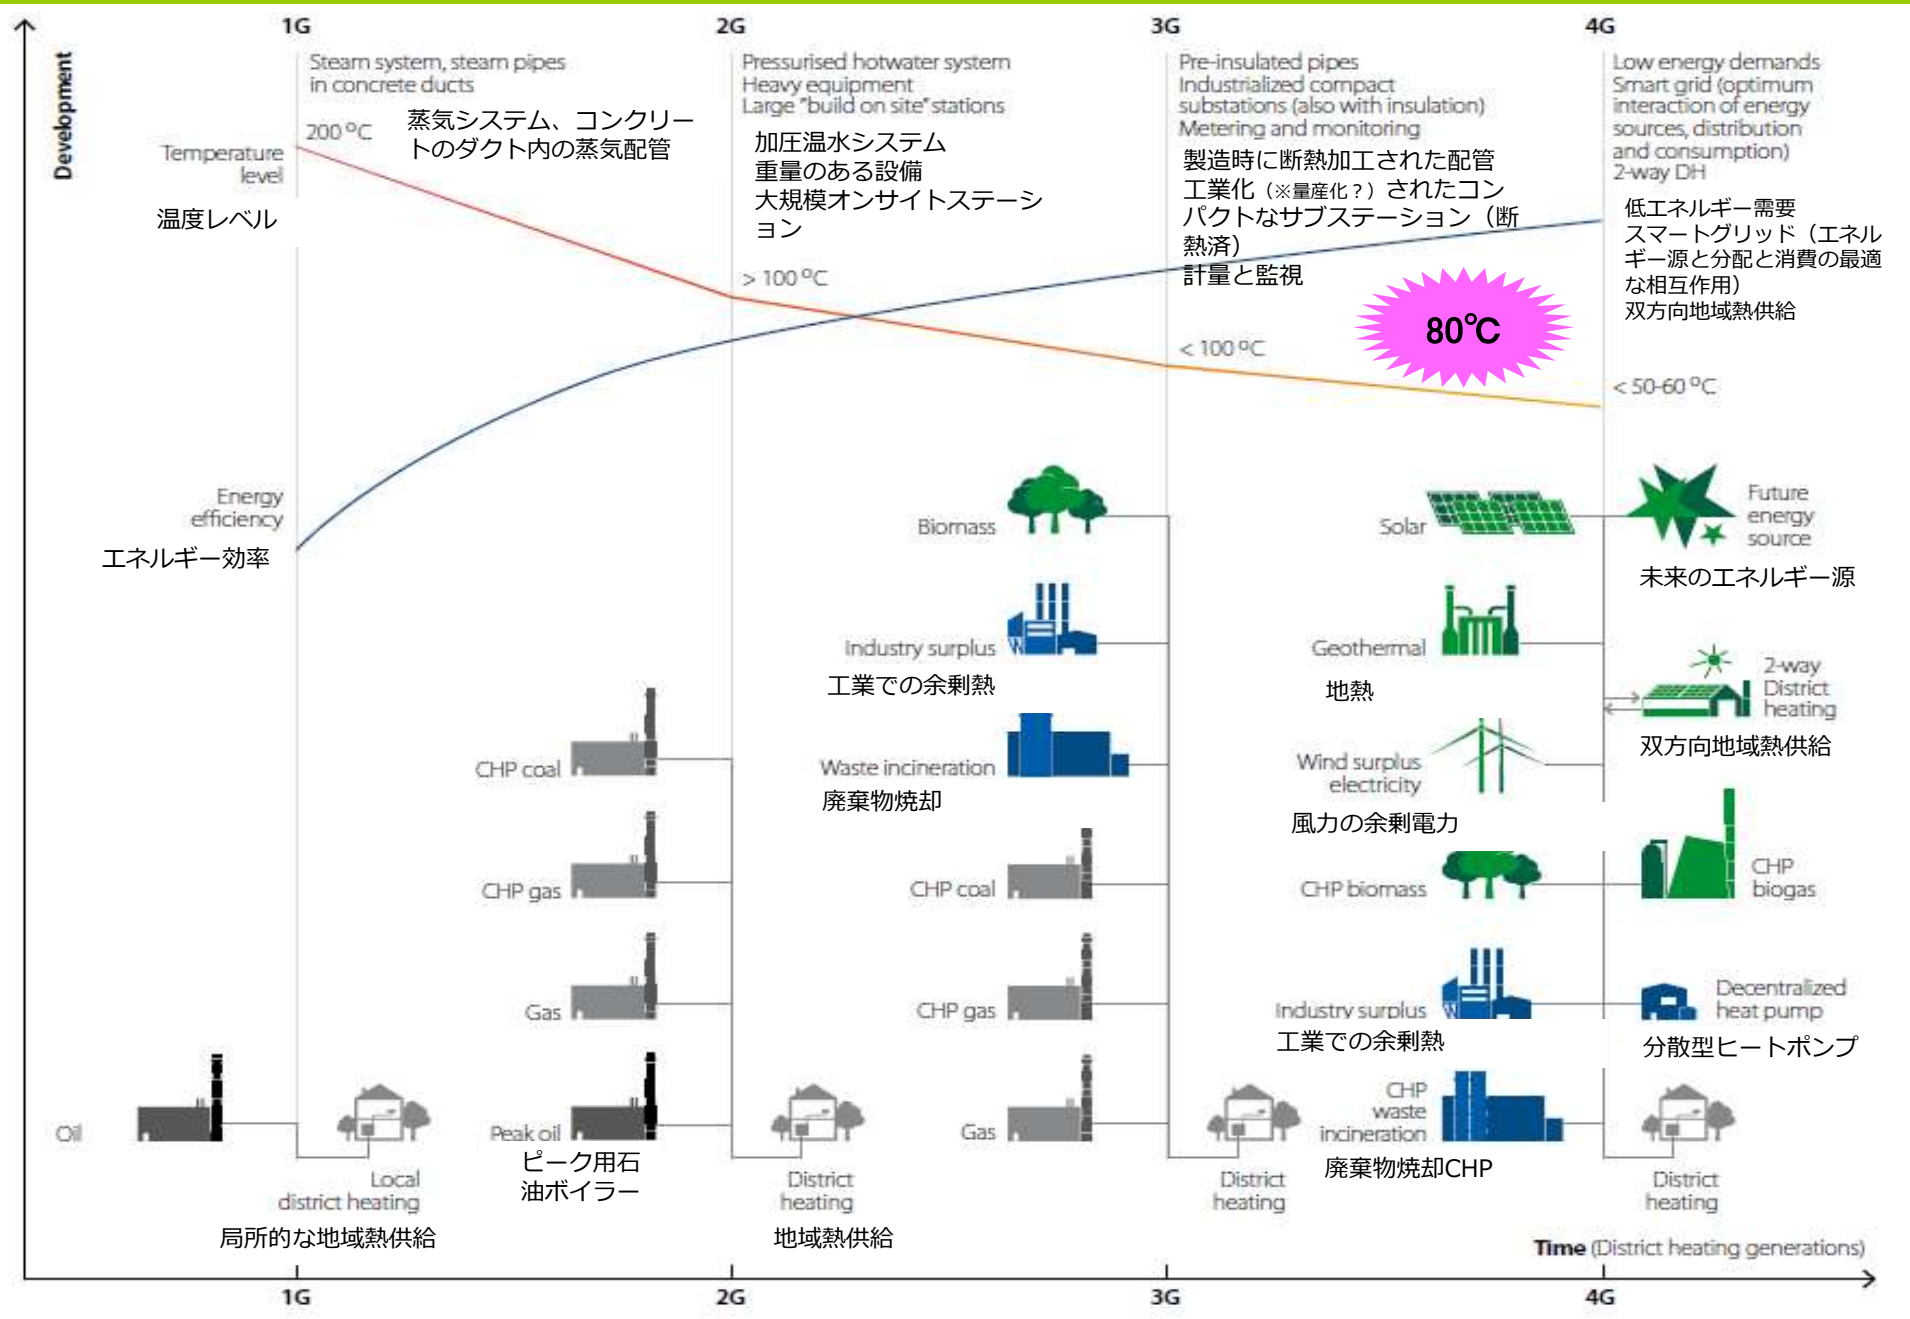 1G
2G
3G
4G
Development
Steam system, steam pipes
in concrete ducts
200 °C
蒸気システム、コンクリー
トのダクト内の蒸気配管
Temperature
level
温度レベル
Pressurised hotwater system
Heavy equipment
Large "build on site" stations
加圧温水システム
重量のある設備
大規模オンサイトステーシ
ョン
> 100 °C
Pre-insulated pipes
Industrialized compact
substations (also with insulation)
Metering and monitoring
製造時に断熱加工された配管
工業化（※量産化？）されたコン
パクトなサブステーション（断
熱済）
計量と監視
80℃
< 100 °C
Low energy demands
Smart grid (optimum
interaction of energy
sources, distribution
and consumption)
2-way DH
低エネルギー需要
スマートグリッド（エネル
ギー源と分配と消費の最適
な相互作用）
双方向地域熱供給
< 50-60 °C
Energy
efficiency
エネルギー効率
Oil
Local
district heating
局所的な地域熱供給
CHP coal
CHP gas
Gas
Peak oil
ピーク用石
油ボイラー
District
heating
地域熱供給
Biomass
Industry surplus
工業での余剰熱
Waste incineration
廃棄物焼却
CHP coal
CHP gas
Gas
District
heating
Solar
Geothermal
地熱
Wind surplus
electricity
風力の余剰電力
CHP biomass
Industry surplus
工業での余剰熱
CHP
waste
incineration
廃棄物焼却CHP
Future
energy
source
未来のエネルギー源
2-way
District
heating
双方向地域熱供給
CHP
biogas
Decentralized
heat pump
分散型ヒートポンプ
District
heating
Time (District heating generations)
1G
2G
3G
4G